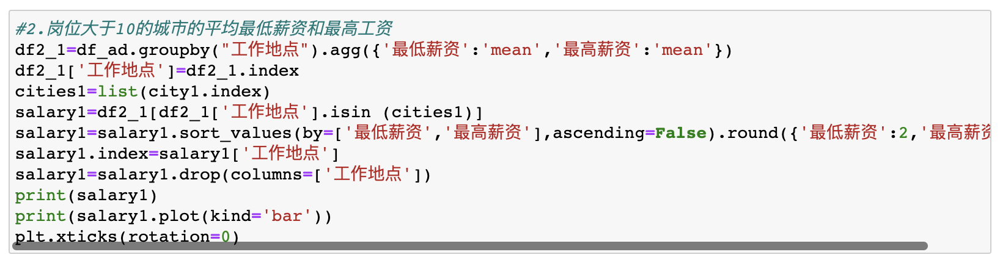 #2.岗位大于10的城市的平均最低薪资和最高工资
df2_1=df_ad.groupby("工作地点").agg({'最低薪资':'mean','最高薪资':'mean'})
df2_1['工作地点']=df2_1.index
cities1=list(city1.index)
salary1=df2_1[df2_1['工作地点'].isin (cities1)]
salary1=salary1.sort_values(by=['最低薪资','最高薪资'],ascending=False).round({'最低薪资':2,'最高薪资
salary1.index=salary1['工作地点']
salary1=salary1.drop(columns=['工作地点'])
print(salary1)
print(salary1.plot(kind='bar'))
plt.xticks(rotation=0)